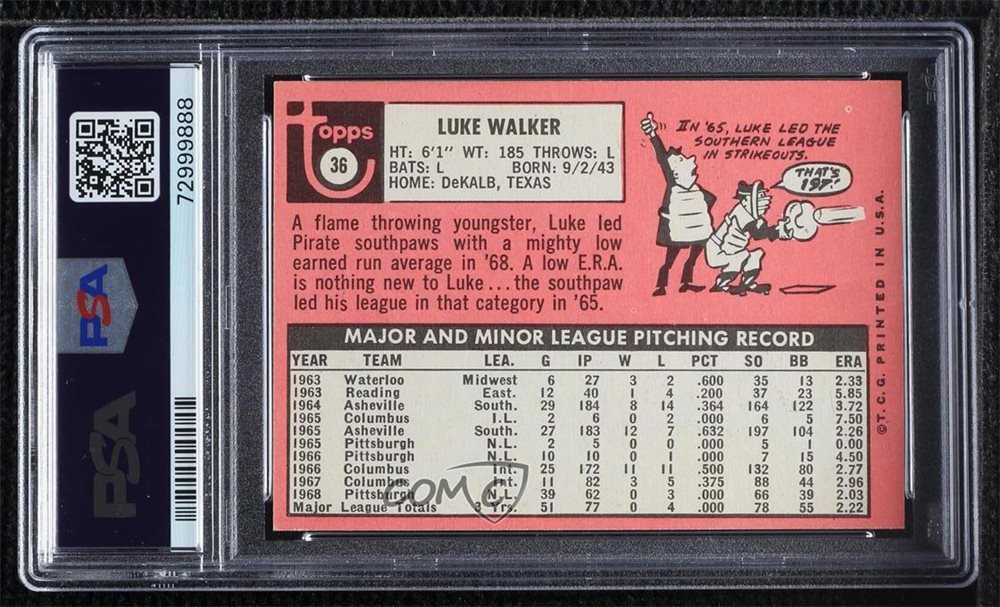 72999888
PSA
PSA
topps
36
LUKE WALKER
HT: 6'1" WT: 185 THROWS: L
BATS: L BORN: 9/2/43
HOME: DeKALB, TEXAS
IN '65, LUKE LED THE
SOUTHERN LEAGUE
IN STRIKEOUTS.
THAT'S
197!
A flame throwing youngster, Luke led
Pirate southpaws with a mighty low
earned run average in '68. A low E.R.A.
is nothing new to Luke...the southpaw
led his league in that category in '65.
MAJOR AND MINOR LEAGUE PITCHING RECORD
YEAR TEAM LEA. G IP W L PCT SO BB ERA
1963 Waterloo Midwest 6 27 3 2 .600 35 13 2.33
1963 Reading East. 12 40 1 4 .200 37 23 5.85
1964 Asheville South. 29 184 8 14 .364 164 122 3.72
1965 Columbus I.L. 2 6 0 2 .000 6 5 7.50
1965 Asheville South. 27 183 12 7 .632 197 104 2.26
1965 Pittsburgh N.L. 2 5 0 0 .000 5 1 0.00
1966 Pittsburgh N.L. 10 10 0 1 .000 7 15 4.50
1966 Columbus Int. 25 172 11 11 .500 132 80 2.77
1967 Columbus Int. 11 82 3 5 .375 88 44 2.96
1968 Pittsburgh N.L. 39 62 0 3 .000 66 39 2.03
Major League Totals 3 Yrs. 51 77 0 4 .000 78 55 2.22
©T.C.G. PRINTED IN U.S.A.
COMC